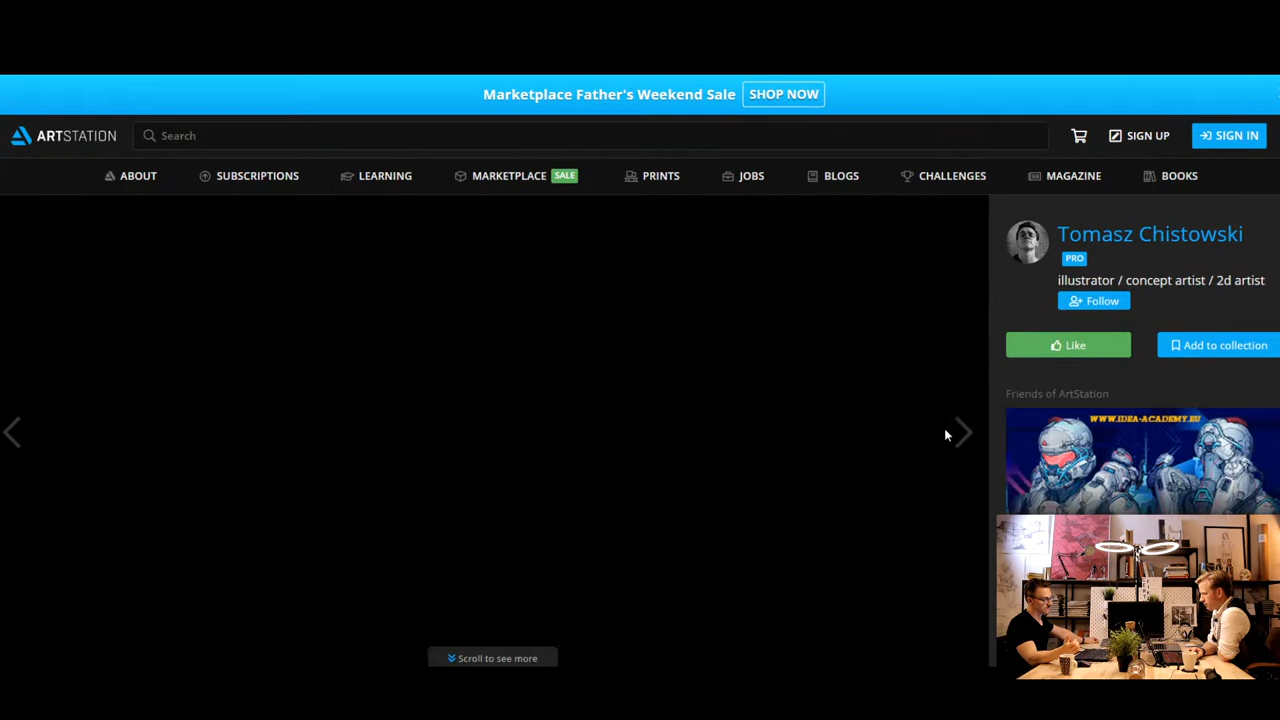 Marketplace Father's Weekend Sale SHOP NOW
ARTSTATION Search SIGN UP SIGN IN
ABOUT SUBSCRIPTIONS LEARNING MARKETPLACE SALE PRINTS JOBS BLOGS CHALLENGES MAGAZINE BOOKS
Tomasz Chistowski
PRO
illustrator / concept artist / 2d artist
Follow
Like Add to collection
Friends of ArtStation
WWW.IDEA-ACADEMY.EU
Scroll to see more